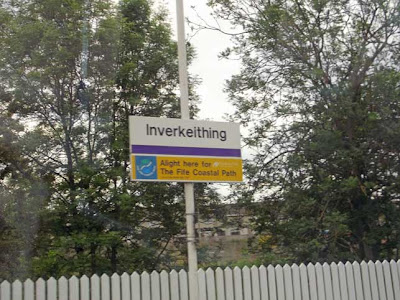 Inverkeithing
Alight here for
The Fife Coastal Path